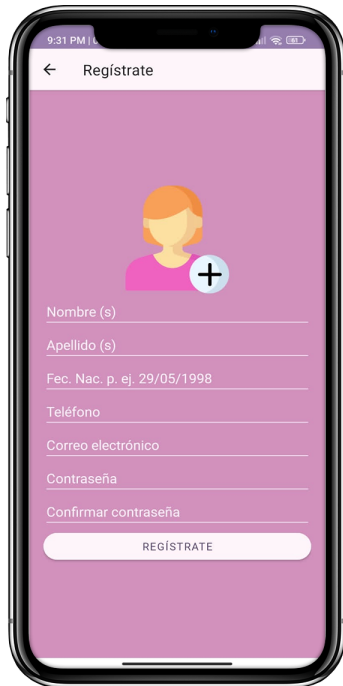 9:31 PM |
Regístrate
Nombre (s)
Apellido (s)
Fec. Nac. p. ej. 29/05/1998
Teléfono
Correo electrónico
Contraseña
Confirmar contraseña
REGÍSTRATE